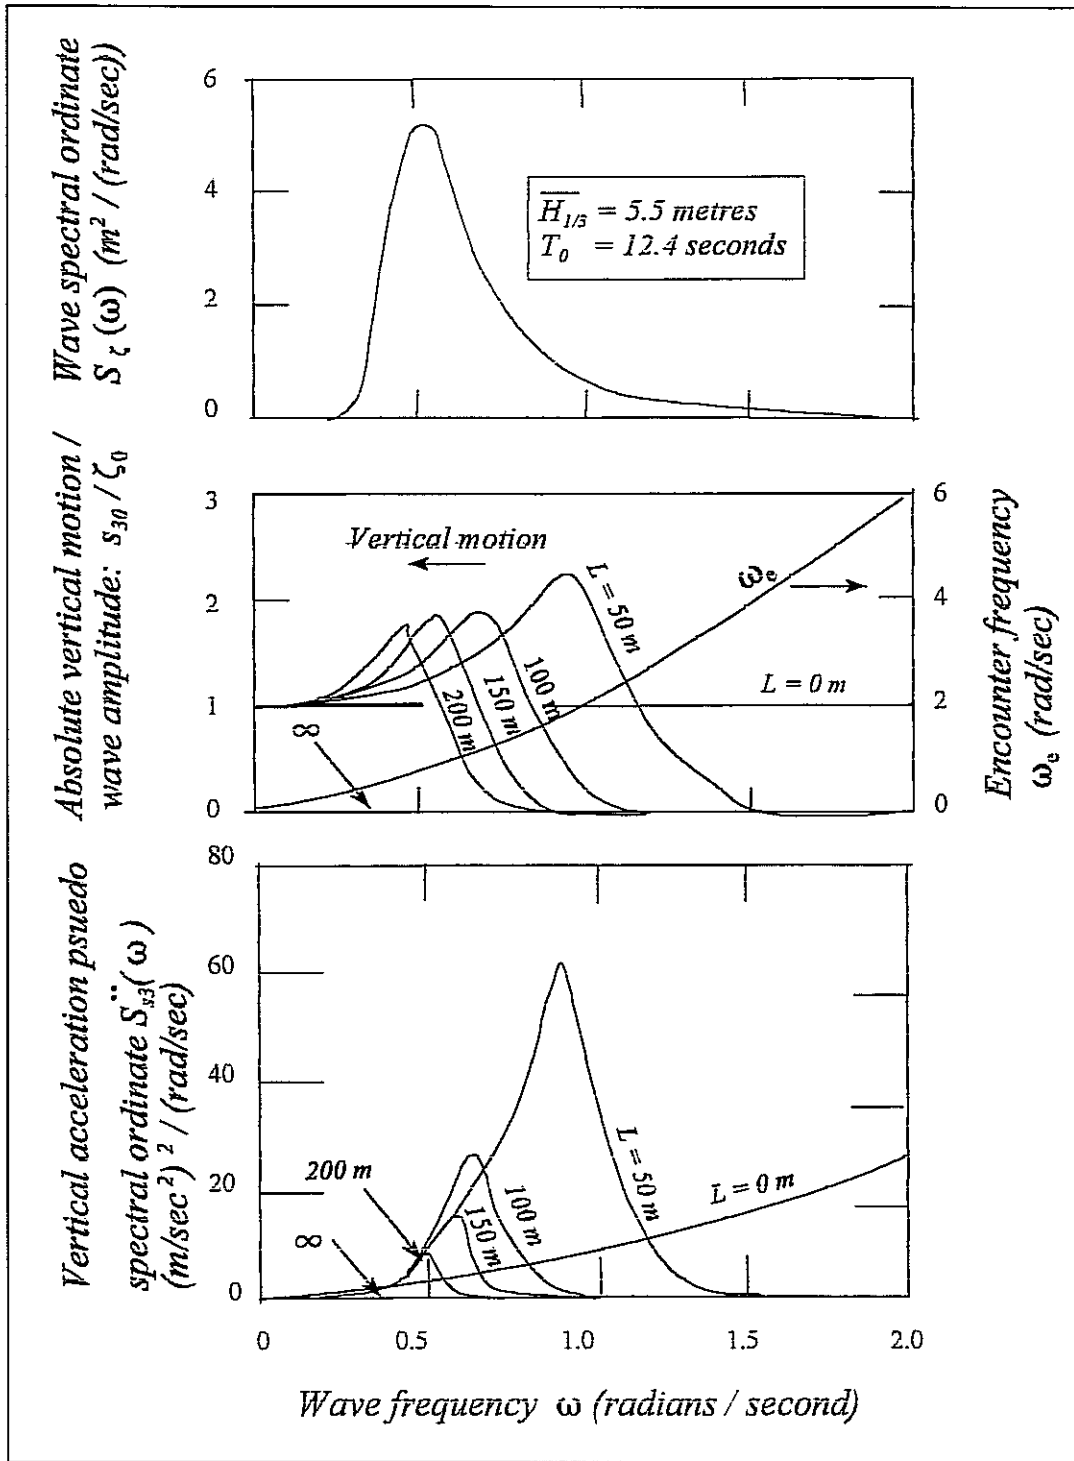 Wave spectral ordinate
S ζ (ω) (m² / (rad/sec))
6
4
2
0
H1/3 = 5.5 metres
T0 = 12.4 seconds
Absolute vertical motion /
wave amplitude: s30 / ζ0
3
2
1
0
Vertical motion
L = 50 m
100 m
150 m
200 m
∞
ωe
L = 0 m
6
4
2
0
Encounter frequency
ωe (rad/sec)
Vertical acceleration psuedo
spectral ordinate S̈s3(ω)
(m/sec²)² / (rad/sec)
80
60
40
20
0
200 m
∞
150 m
100 m
L = 50 m
L = 0 m
0 0.5 1.0 1.5 2.0
Wave frequency ω (radians / second)